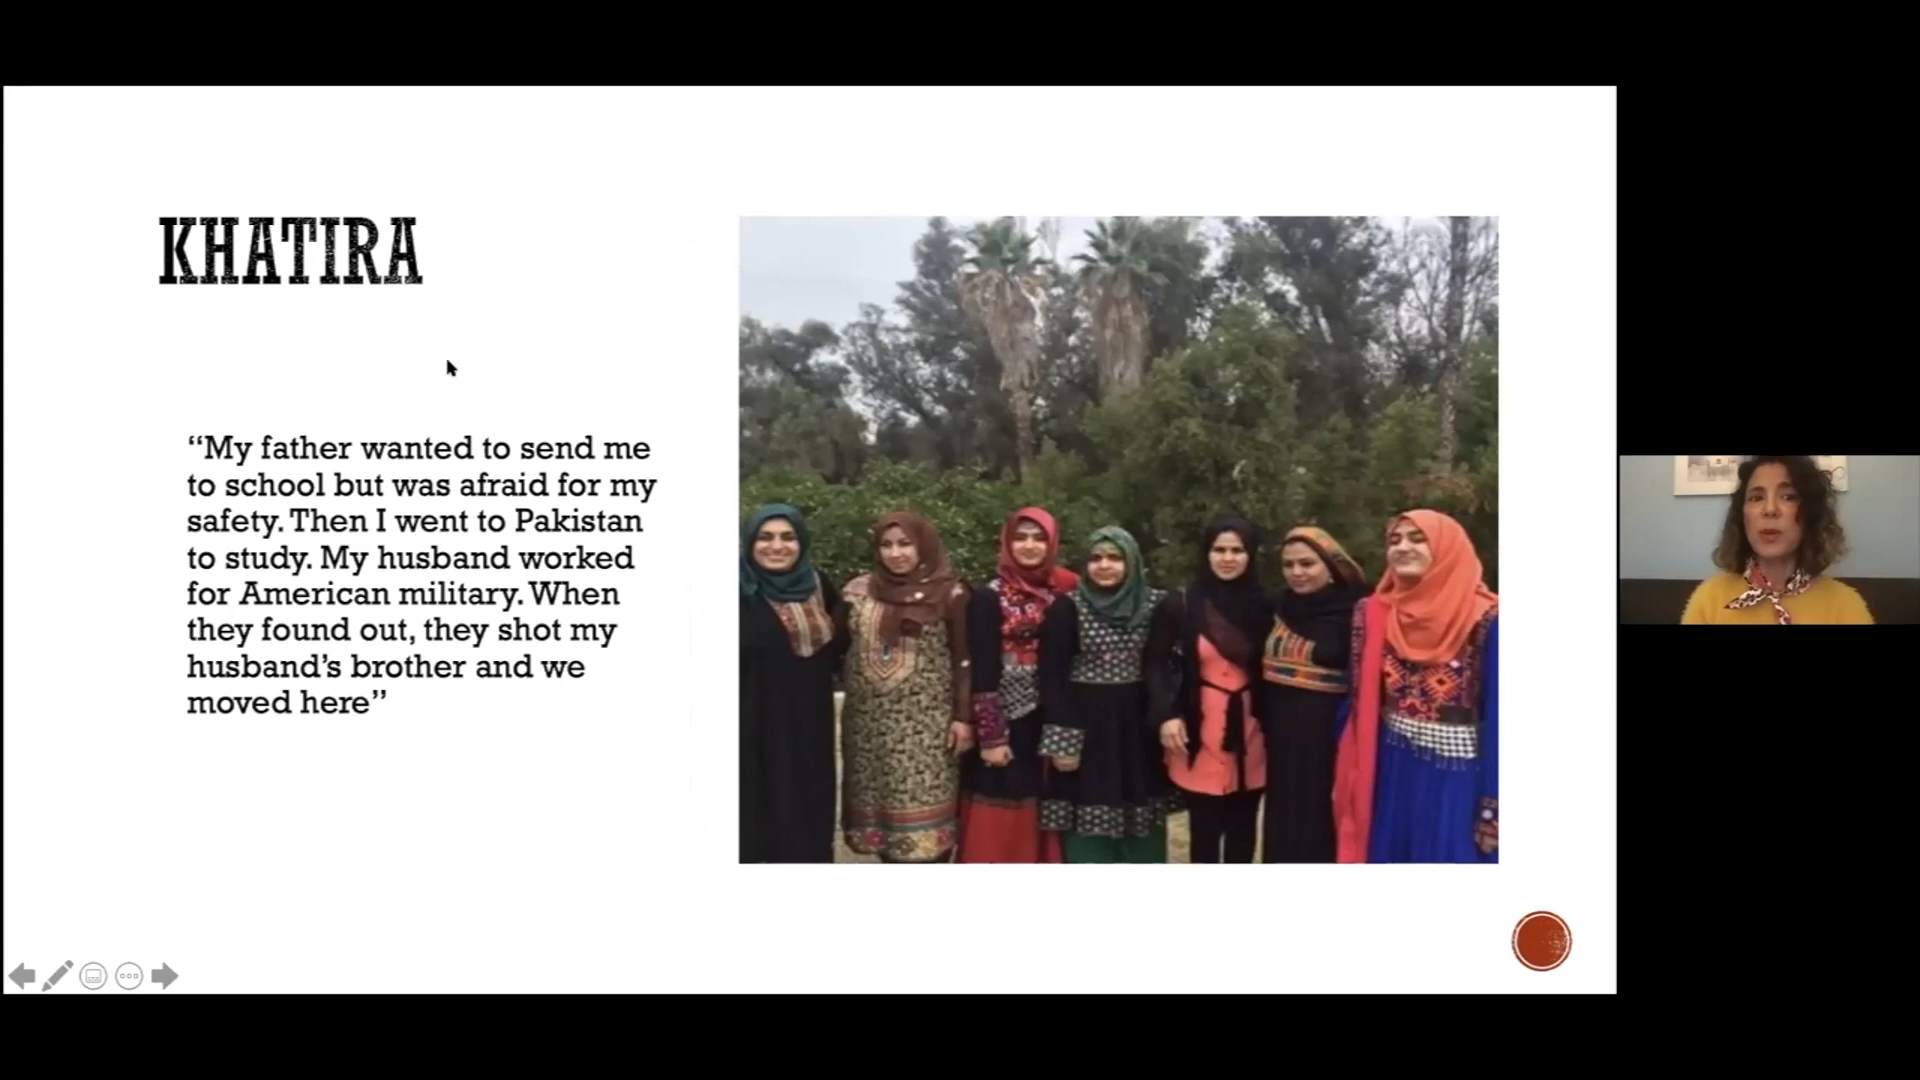 KHATIRA
“My father wanted to send me
to school but was afraid for my
safety. Then I went to Pakistan
to study. My husband worked
for American military. When
they found out, they shot my
husband’s brother and we
moved here”